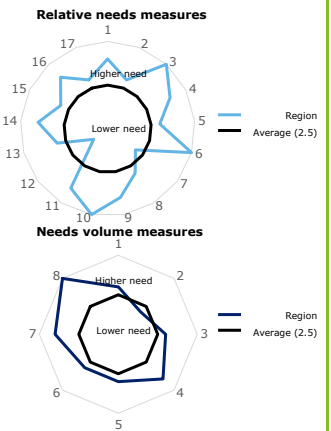 Relative needs measures
1
17
2
16
3
Higher need
15
4
Region
14
Lower need
5
Average (2.5)
13
6
12
7
11
8
10
9
Needs volume measures
1
8
Higher need
2
Region
7
Lower need
3
Average (2.5)
6
4
5